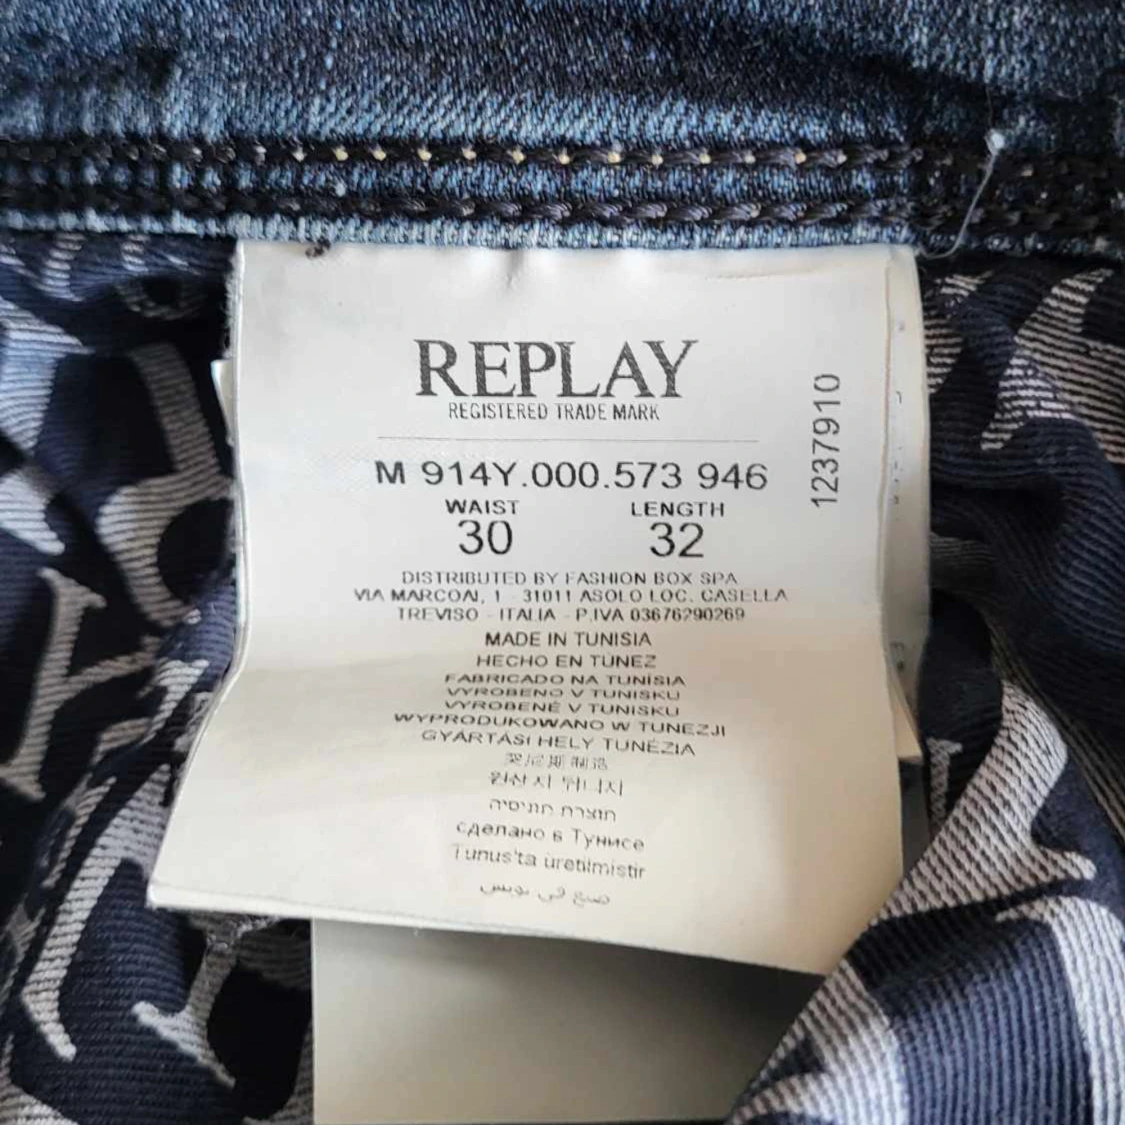 REPLAY
REGISTERED TRADE MARK
M 914Y.000.573 946
WAIST LENGTH
30 32
1237910
DISTRIBUTED BY FASHION BOX SPA
VIA MARCONI, 1 - 31011 ASOLO LOC. CASELLA
TREVISO - ITALIA - P.IVA 03676290269
MADE IN TUNISIA
HECHO EN TÚNEZ
FABRICADO NA TUNÍSIA
VYROBENO V TUNISKU
VYROBENÉ V TUNISKU
WYPRODUKOWANO W TUNEZJI
GYÁRTÁSI HELY TUNÉZIA
突尼斯制造
원산지 튀니지
תוצרת תוניסיה
сделано в Тунисе
Tunus'ta üretilmistir
صنع في تونس